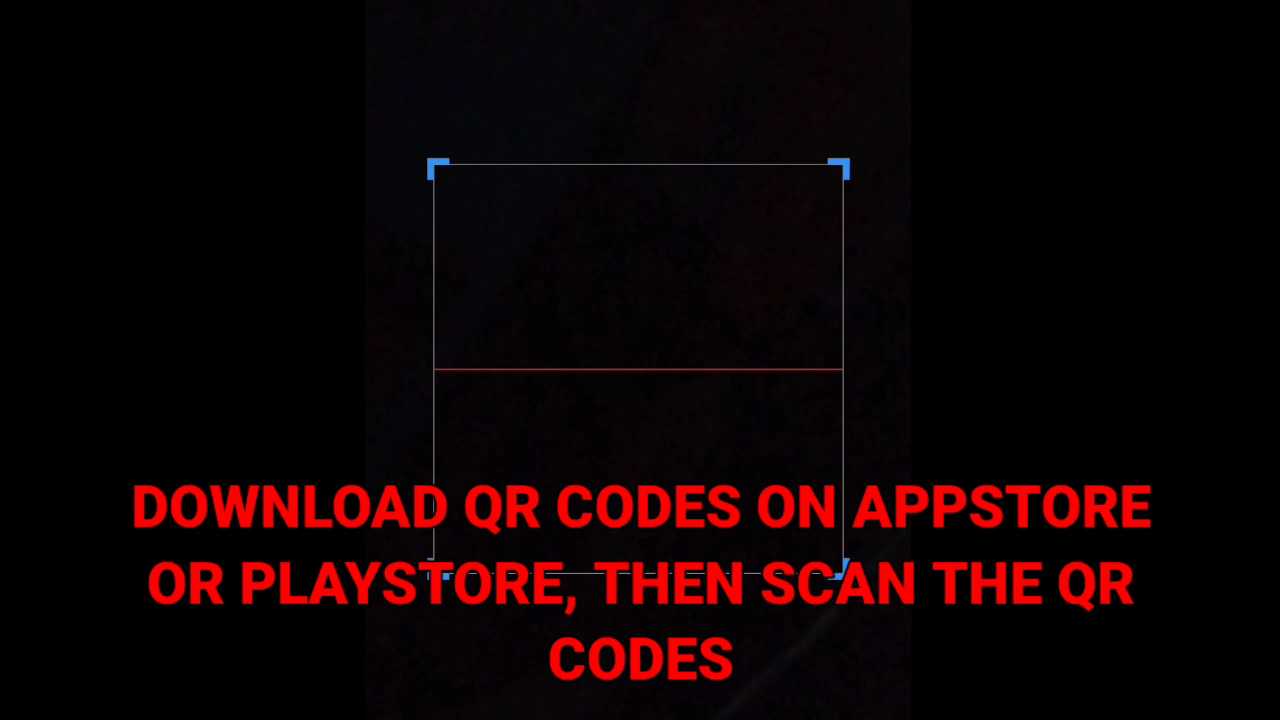 DOWNLOAD QR CODES ON APPSTORE
OR PLAYSTORE, THEN SCAN THE QR
CODES